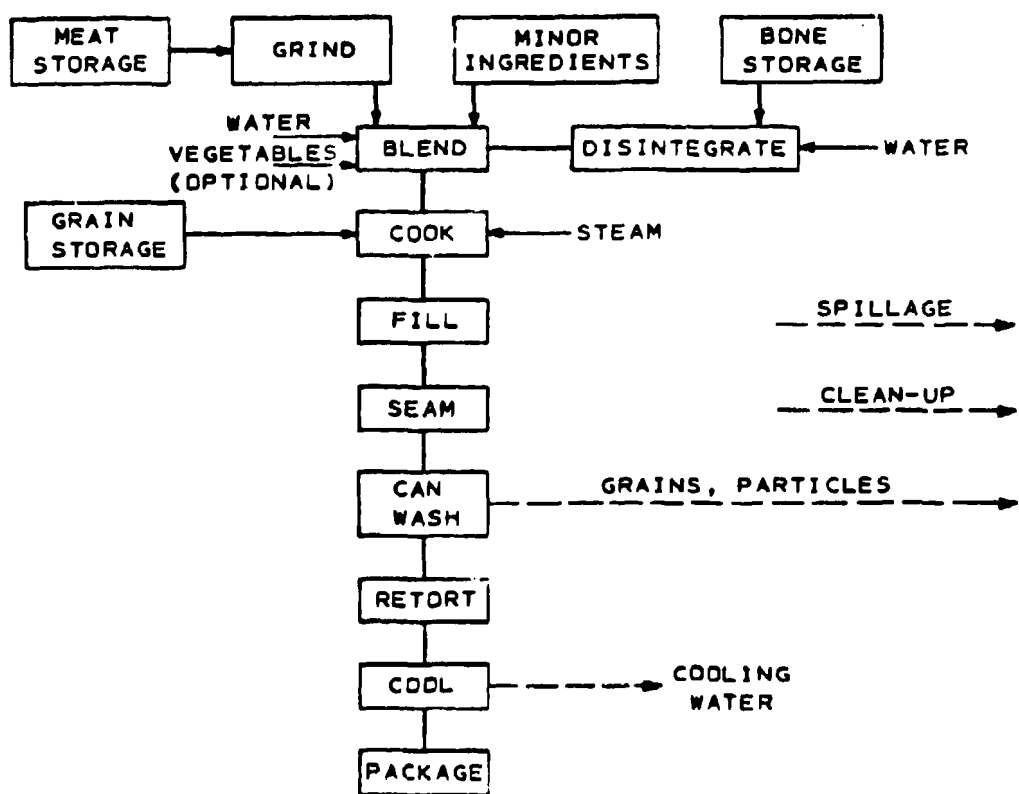 MEAT
STORAGE
GRIND
MINOR
INGREDIENTS
BONE
STORAGE
WATER
VEGETABLES
(OPTIONAL)
BLEND
DISINTEGRATE
WATER
GRAIN
STORAGE
COOK
STEAM
FILL
SPILLAGE
SEAM
CLEAN-UP
CAN
WASH
GRAINS, PARTICLES
RETORT
COOL
COOLING
WATER
PACKAGE